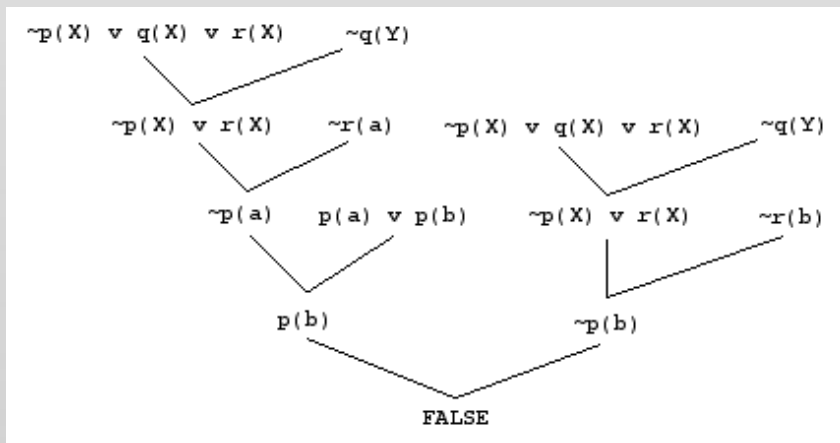 ~p(X) v q(X) v r(X) ~q(Y)
~p(X) v r(X) ~r(a) ~p(X) v q(X) v r(X) ~q(Y)
~p(a) p(a) v p(b) ~p(X) v r(X) ~r(b)
p(b) ~p(b)
FALSE